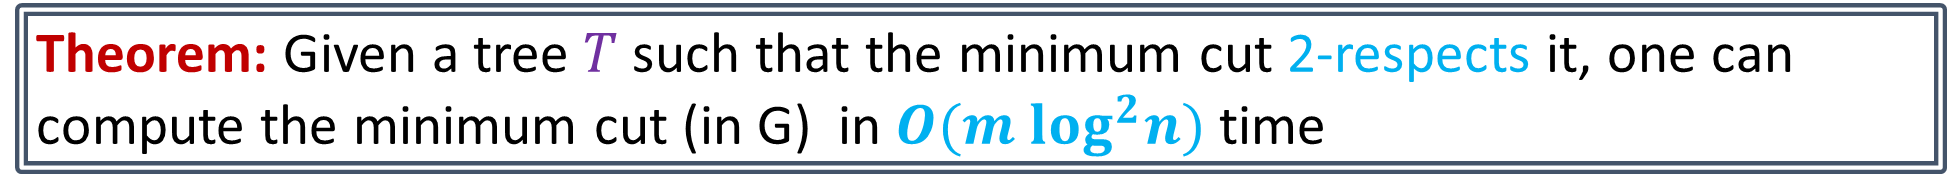 Theorem: Given a tree T such that the minimum cut 2-respects it, one can
compute the minimum cut (in G) in O(m log²n) time